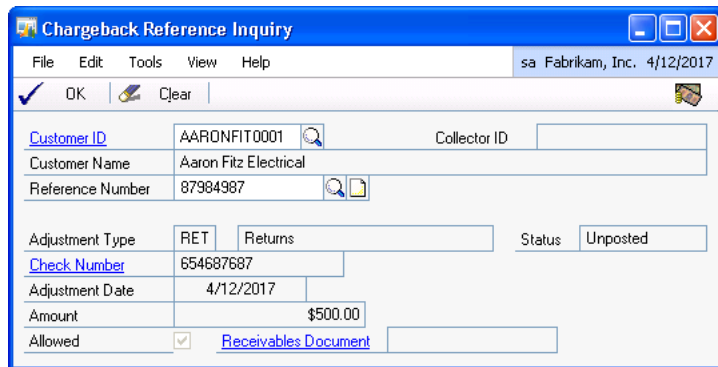 Chargeback Reference Inquiry
File Edit Tools View Help sa Fabrikam, Inc. 4/12/2017
OK Clear
Customer ID AARONFIT0001 Collector ID
Customer Name Aaron Fitz Electrical
Reference Number 87984987
Adjustment Type RET Returns Status Unposted
Check Number 654687687
Adjustment Date 4/12/2017
Amount $500.00
Allowed Receivables Document